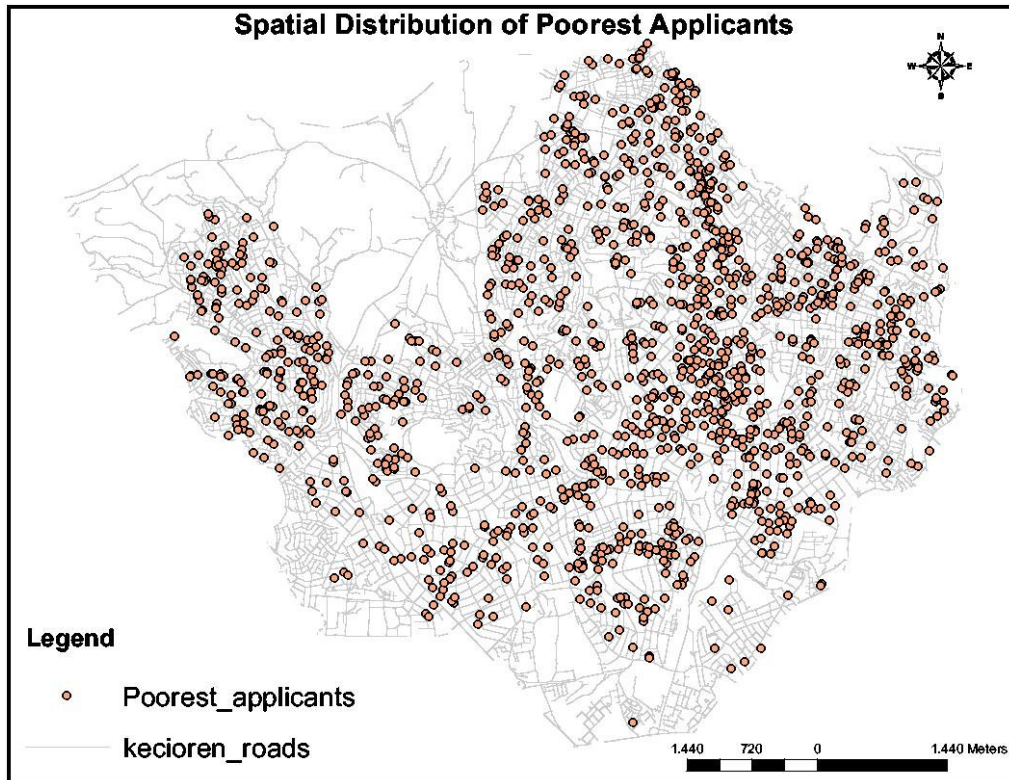 Spatial Distribution of Poorest Applicants
N
W E
S
Legend
Poorest_applicants
kecioren_roads
1.440 720 0 1.440 Meters